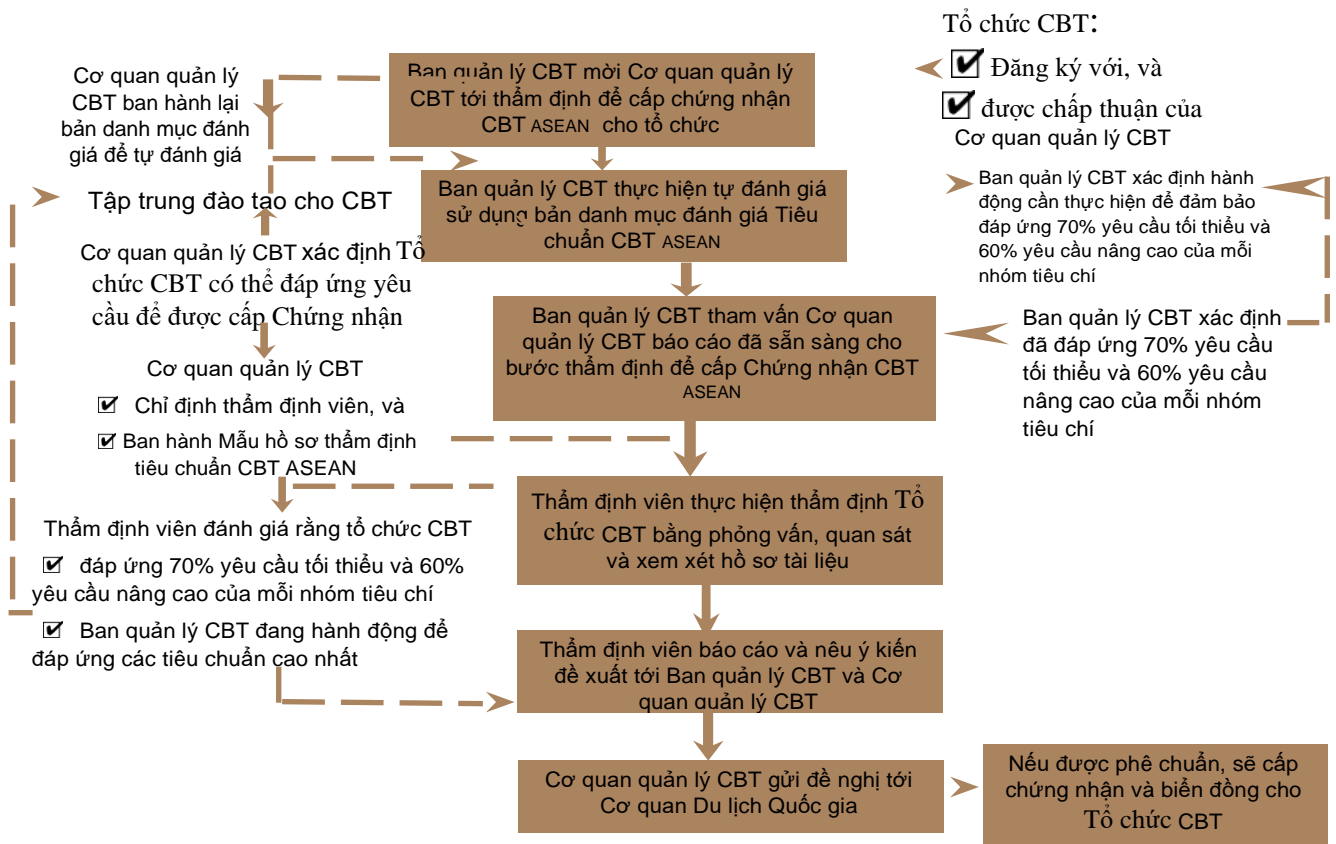 Tổ chức CBT:
Đăng ký với, và
được chấp thuận của
Cơ quan quản lý CBT
Cơ quan quản lý
CBT ban hành lại
bản danh mục đánh
giá để tự đánh giá
Ban quản lý CBT mời Cơ quan quản lý
CBT tới thẩm định để cấp chứng nhận
CBT ASEAN cho tổ chức
Tập trung đào tạo cho CBT
Ban quản lý CBT thực hiện tự đánh giá
sử dụng bản danh mục đánh giá Tiêu
chuẩn CBT ASEAN
Ban quản lý CBT xác định hành
động cần thực hiện để đảm bảo
đáp ứng 70% yêu cầu tối thiểu và
60% yêu cầu nâng cao của mỗi
nhóm tiêu chí
Cơ quan quản lý CBT xác định Tổ
chức CBT có thể đáp ứng yêu
cầu để được cấp Chứng nhận
Ban quản lý CBT tham vấn Cơ quan
quản lý CBT báo cáo đã sẵn sàng cho
bước thẩm định để cấp Chứng nhận CBT
ASEAN
Ban quản lý CBT xác định
đã đáp ứng 70% yêu cầu
tối thiểu và 60% yêu cầu
nâng cao của mỗi nhóm
tiêu chí
Cơ quan quản lý CBT
Chỉ định thẩm định viên, và
Ban hành Mẫu hồ sơ thẩm định
tiêu chuẩn CBT ASEAN
Thẩm định viên thực hiện thẩm định Tổ
chức CBT bằng phỏng vấn, quan sát
và xem xét hồ sơ tài liệu
Thẩm định viên đánh giá rằng tổ chức CBT
đáp ứng 70% yêu cầu tối thiểu và 60%
yêu cầu nâng cao của mỗi nhóm tiêu chí
Ban quản lý CBT đang hành động để
đáp ứng các tiêu chuẩn cao nhất
Thẩm định viên báo cáo và nêu ý kiến
đề xuất tới Ban quản lý CBT và Cơ
quan quản lý CBT
Cơ quan quản lý CBT gửi đề nghị tới
Cơ quan Du lịch Quốc gia
Nếu được phê chuẩn, sẽ cấp
chứng nhận và biển đồng cho
Tổ chức CBT